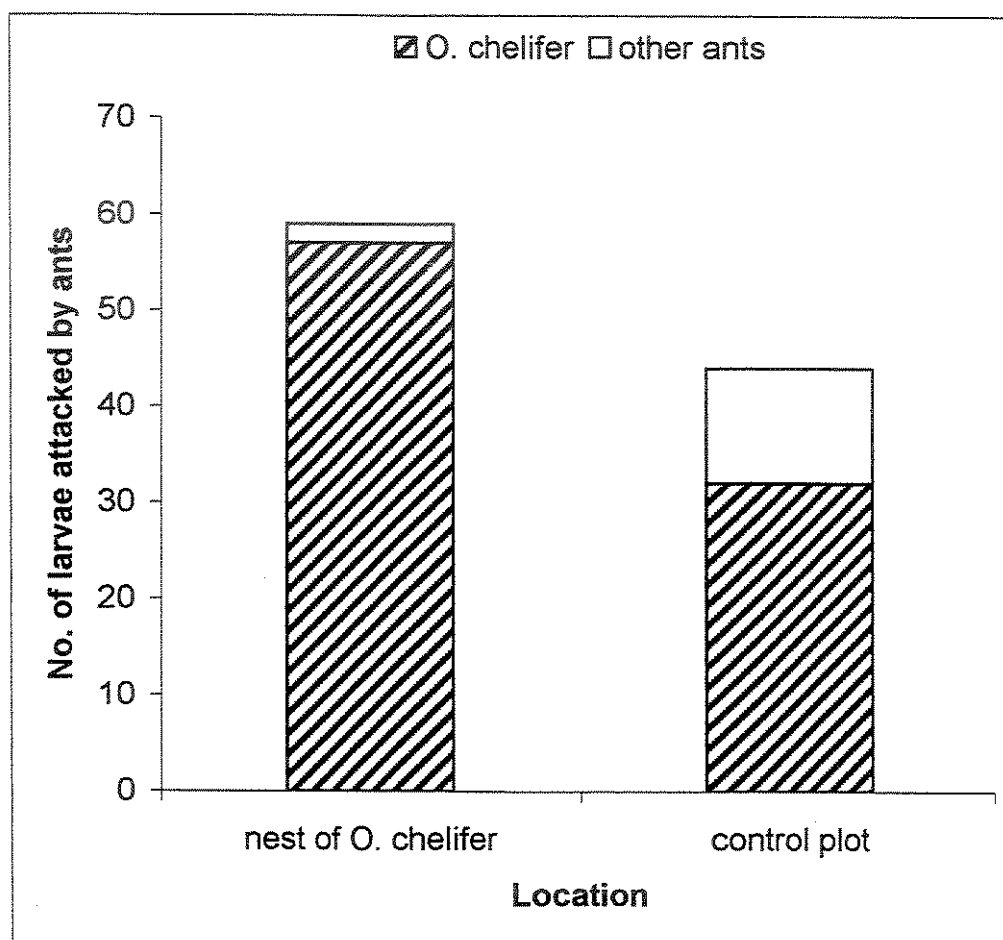 O. chelifer other ants
70
60
50
40
30
20
10
0
No. of larvae attacked by ants
nest of O. chelifer control plot
Location